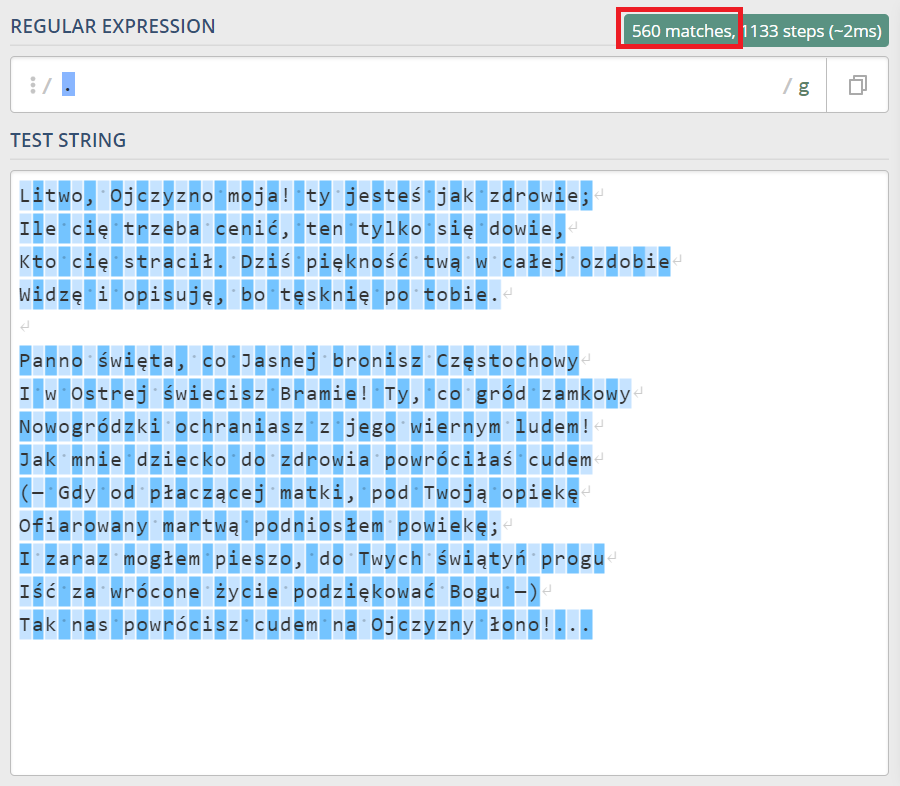 REGULAR EXPRESSION
560 matches, 1133 steps (~2ms)
/ . / g
TEST STRING
Litwo, Ojczyzno moja! ty jesteś jak zdrowie;
Ile cię trzeba cenić, ten tylko się dowie,
Kto cię stracił. Dziś piękność twą w całej ozdobie
Widzę i opisuję, bo tęsknię po tobie.
Panno święta, co Jasnej bronisz Częstochowy
I w Ostrej świecisz Bramie! Ty, co gród zamkowy
Nowogródzki ochraniasz z jego wiernym ludem!
Jak mnie dziecko do zdrowia powróciłaś cudem
(— Gdy od płaczącej matki, pod Twoją opiekę
Ofiarowany martwą podniosłem powiekę;
I zaraz mogłem pieszo, do Twych świątyń progu
Iść za wrócone życie podziękować Bogu —)
Tak nas powrócisz cudem na Ojczyzny łono!...